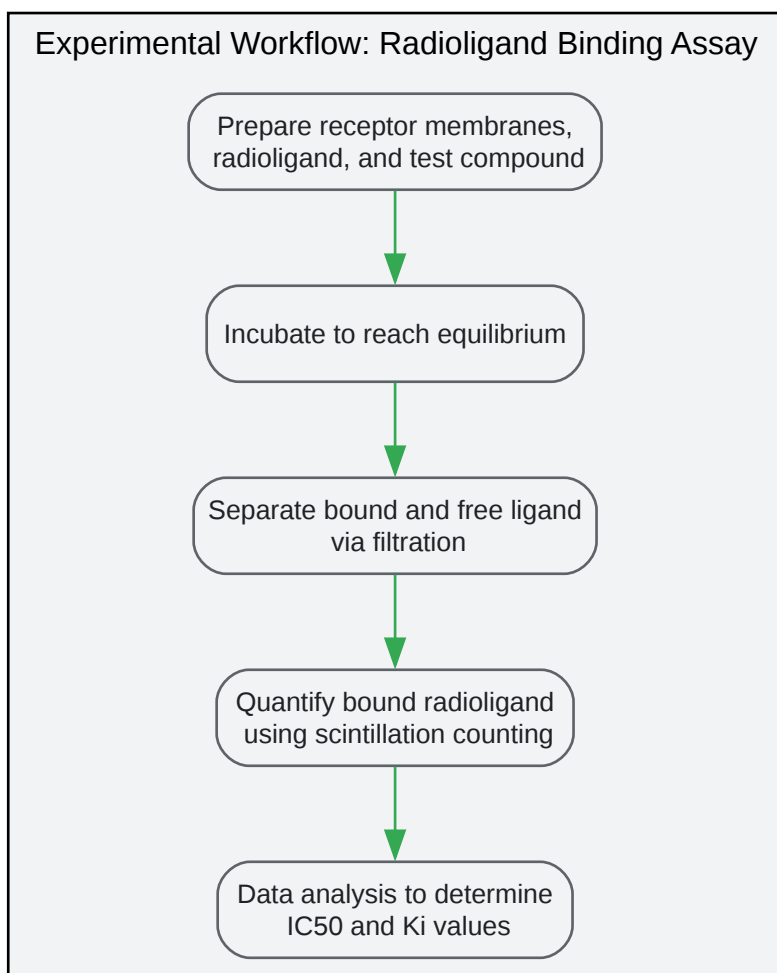 Experimental Workflow: Radioligand Binding Assay
Prepare receptor membranes,
radioligand, and test compound
Incubate to reach equilibrium
Separate bound and free ligand
via filtration
Quantify bound radioligand
using scintillation counting
Data analysis to determine
IC50 and Ki values